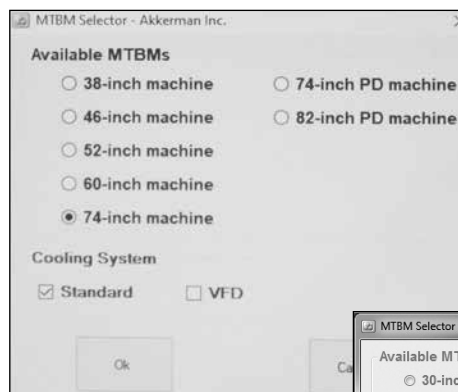 MTBM Selector - Akkerman Inc.
Available MTBMs
38-inch machine
74-inch PD machine
46-inch machine
82-inch PD machine
52-inch machine
60-inch machine
74-inch machine
Cooling System
Standard
VFD
Ok
MTBM Selector